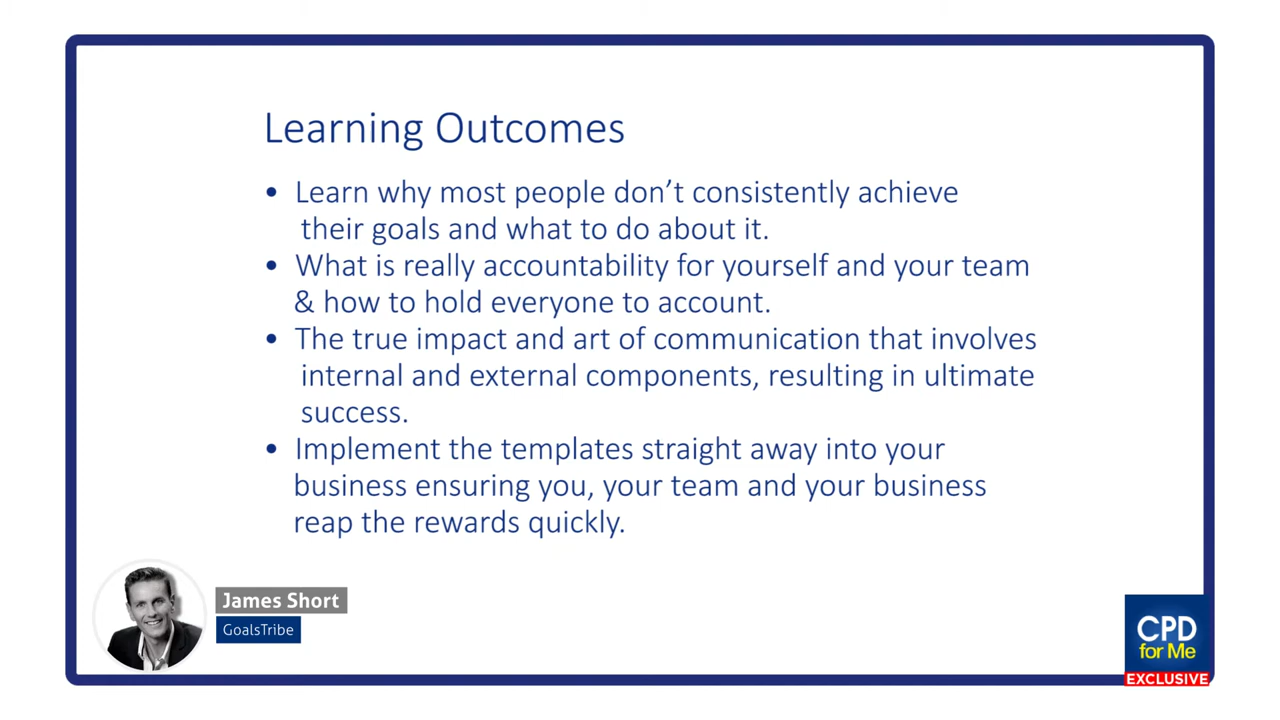 Learning Outcomes
• Learn why most people don’t consistently achieve
their goals and what to do about it.
• What is really accountability for yourself and your team
& how to hold everyone to account.
• The true impact and art of communication that involves
internal and external components, resulting in ultimate
success.
• Implement the templates straight away into your
business ensuring you, your team and your business
reap the rewards quickly.
James Short
GoalsTribe
CPD
for Me
EXCLUSIVE